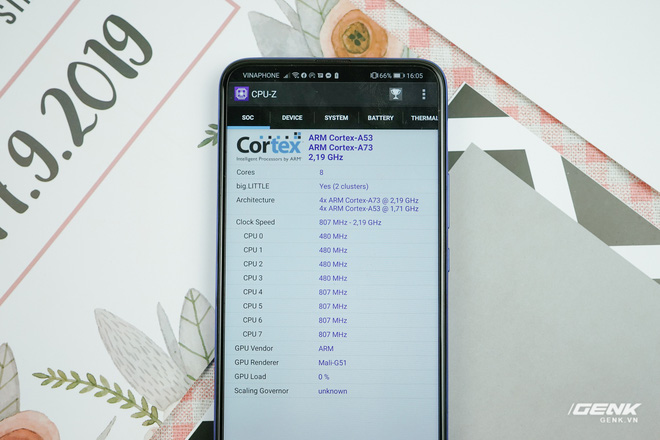 9.2019
VINAPHONE 66% 16:05
CPU-Z
SOC DEVICE SYSTEM BATTERY THERMAL
Cortex
Intelligent Processors by ARM
ARM Cortex-A53
ARM Cortex-A73
2,19 GHz
Cores 8
big.LITTLE Yes (2 clusters)
Architecture 4x ARM Cortex-A73 @ 2,19 GHz
4x ARM Cortex-A53 @ 1,71 GHz
Clock Speed 807 MHz - 2,19 GHz
CPU 0 480 MHz
CPU 1 480 MHz
CPU 2 480 MHz
CPU 3 480 MHz
CPU 4 807 MHz
CPU 5 807 MHz
CPU 6 807 MHz
CPU 7 807 MHz
GPU Vendor ARM
GPU Renderer Mali-G51
GPU Load 0 %
Scaling Governor unknown
GENK
GENK.VN